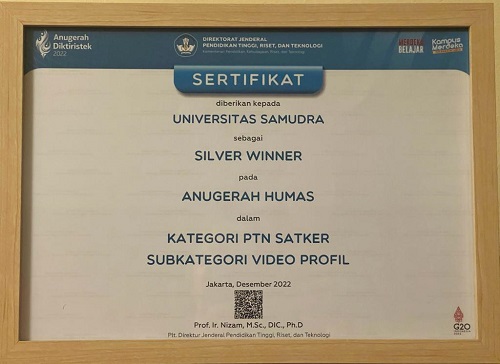 Anugerah
Diktiristek
2022
DIREKTORAT JENDERAL
PENDIDIKAN TINGGI, RISET, DAN TEKNOLOGI
MERDEKA
BELAJAR
Kampus
Merdeka
SERTIFIKAT
diberikan kepada
UNIVERSITAS SAMUDRA
sebagai
SILVER WINNER
pada
ANUGERAH HUMAS
dalam
KATEGORI PTN SATKER
SUBKATEGORI VIDEO PROFIL
Jakarta, Desember 2022
Prof. Ir. Nizam, M.Sc., DIC., Ph.D
Plt. Direktur Jenderal Pendidikan Tinggi, Riset, dan Teknologi
G20